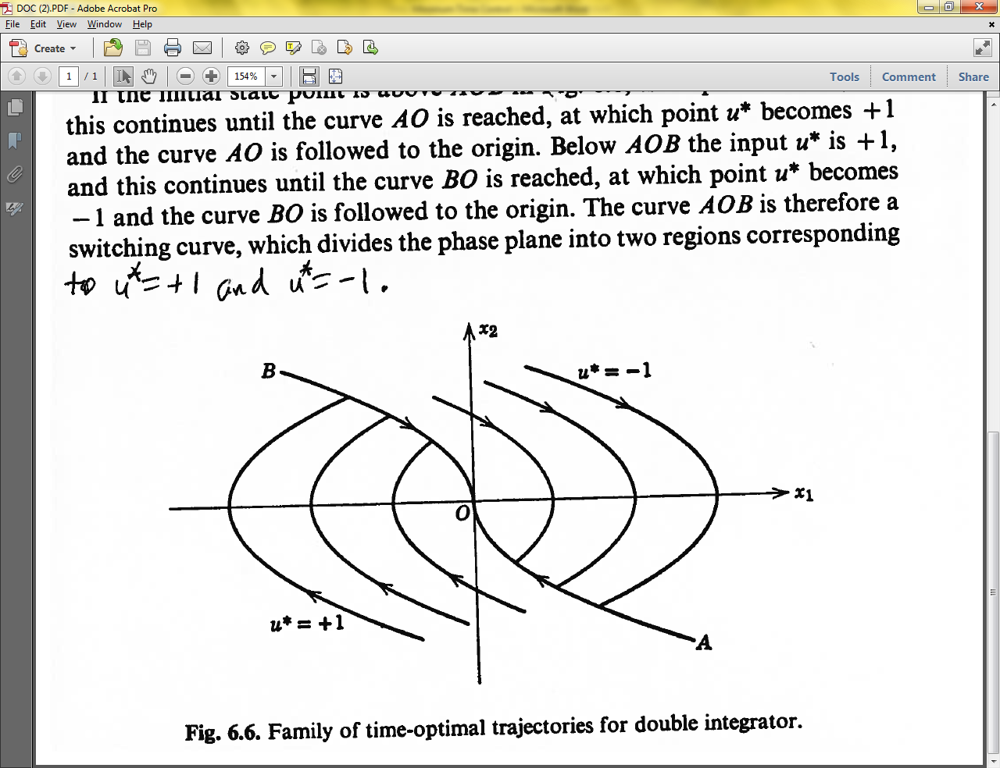 DOC (2).PDF - Adobe Acrobat Pro
File Edit View Window Help
Create
1 / 1
154%
Tools Comment Share
If the initial state point is above AOB in
this continues until the curve AO is reached, at which point u* becomes +1
and the curve AO is followed to the origin. Below AOB the input u* is +1,
and this continues until the curve BO is reached, at which point u* becomes
−1 and the curve BO is followed to the origin. The curve AOB is therefore a
switching curve, which divides the phase plane into two regions corresponding
to u*=+1 and u*=-1.
x2
B
u* = −1
x1
O
u* = +1
A
Fig. 6.6. Family of time-optimal trajectories for double integrator.